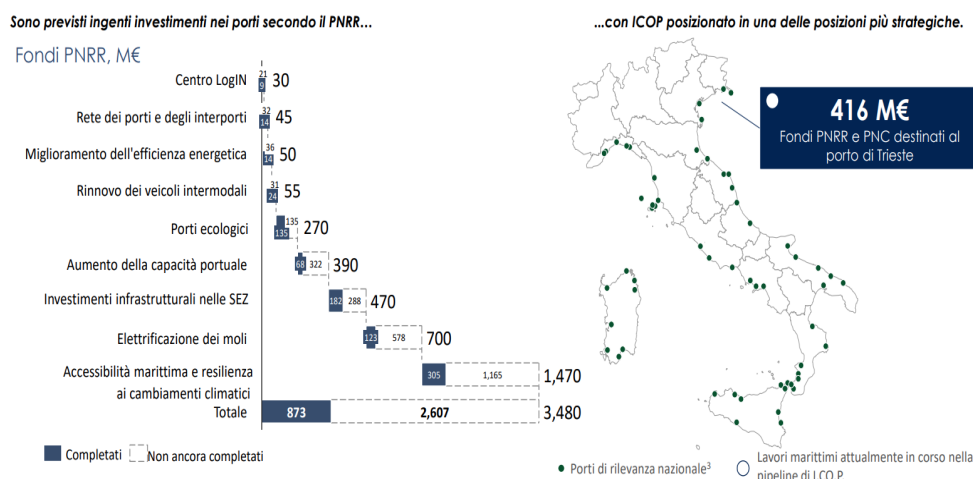 Sono previsti ingenti investimenti nei porti secondo il PNRR…
...con ICOP posizionato in una delle posizioni più strategiche.
Fondi PNRR, M€
Centro LogIN 21 9 30
Rete dei porti e degli interporti 32 14 45
Miglioramento dell'efficienza energetica 36 14 50
Rinnovo dei veicoli intermodali 31 24 55
Porti ecologici 135 135 270
Aumento della capacità portuale 68 322 390
Investimenti infrastrutturali nelle SEZ 182 288 470
Elettrificazione dei moli 123 578 700
Accessibilità marittima e resilienza
ai cambiamenti climatici 305 1,165 1,470
Totale 873 2,607 3,480
Completati Non ancora completati
416 M€
Fondi PNRR e PNC destinati al
porto di Trieste
Porti di rilevanza nazionale3
Lavori marittimi attualmente in corso nella
pipeline di I.CO.P